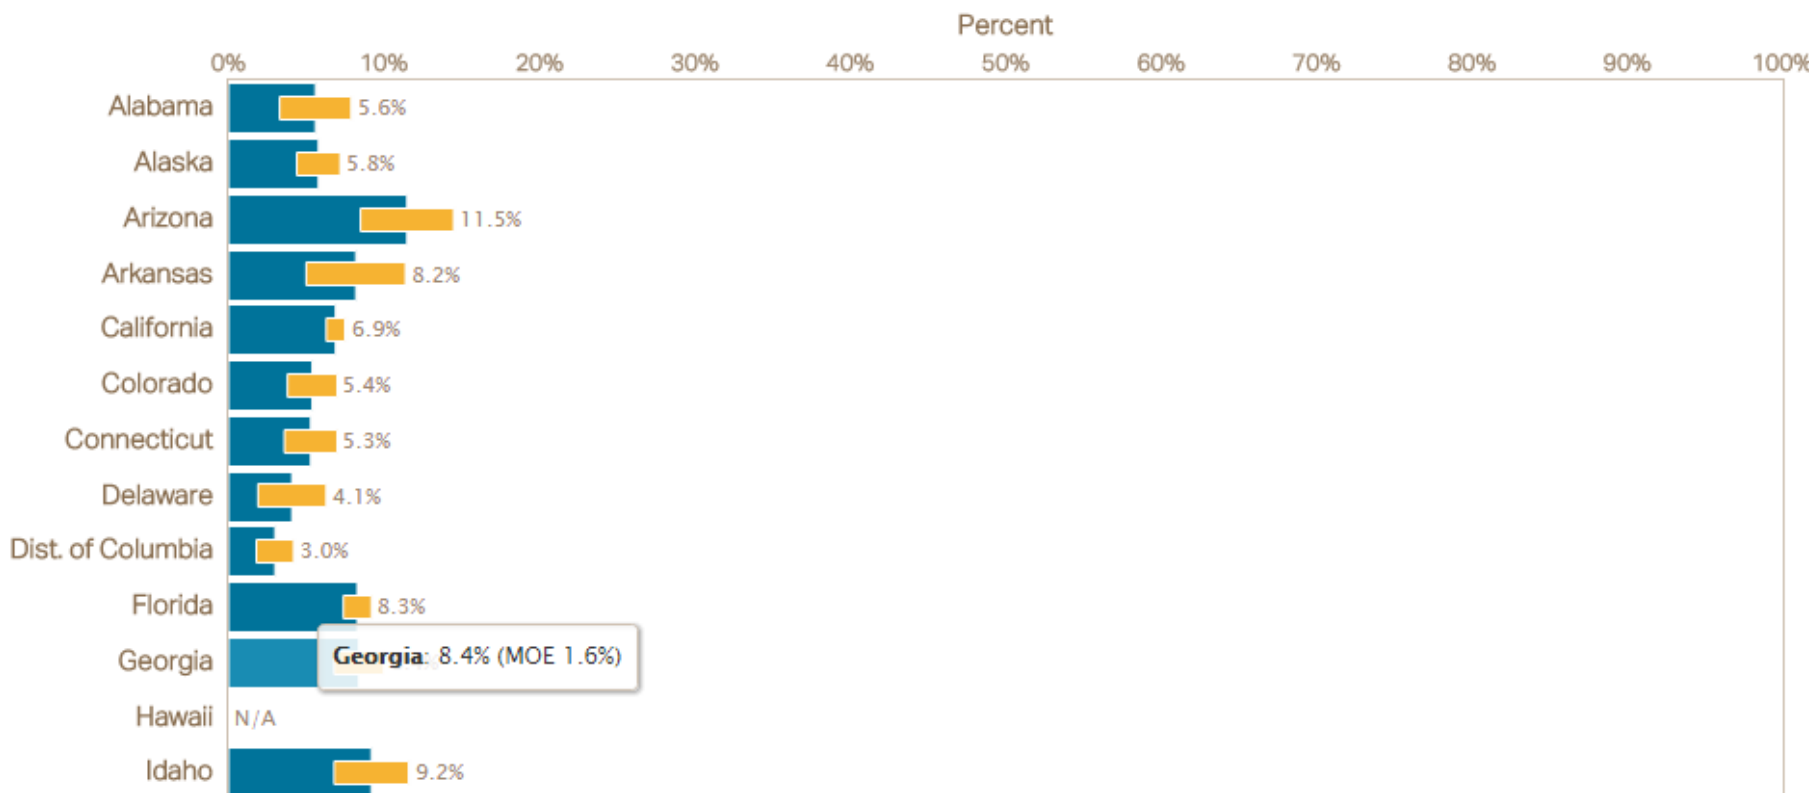 Percent
0% 10% 20% 30% 40% 50% 60% 70% 80% 90% 100%
Alabama 5.6%
Alaska 5.8%
Arizona 11.5%
Arkansas 8.2%
California 6.9%
Colorado 5.4%
Connecticut 5.3%
Delaware 4.1%
Dist. of Columbia 3.0%
Florida 8.3%
Georgia Georgia: 8.4% (MOE 1.6%)
Hawaii N/A
Idaho 9.2%